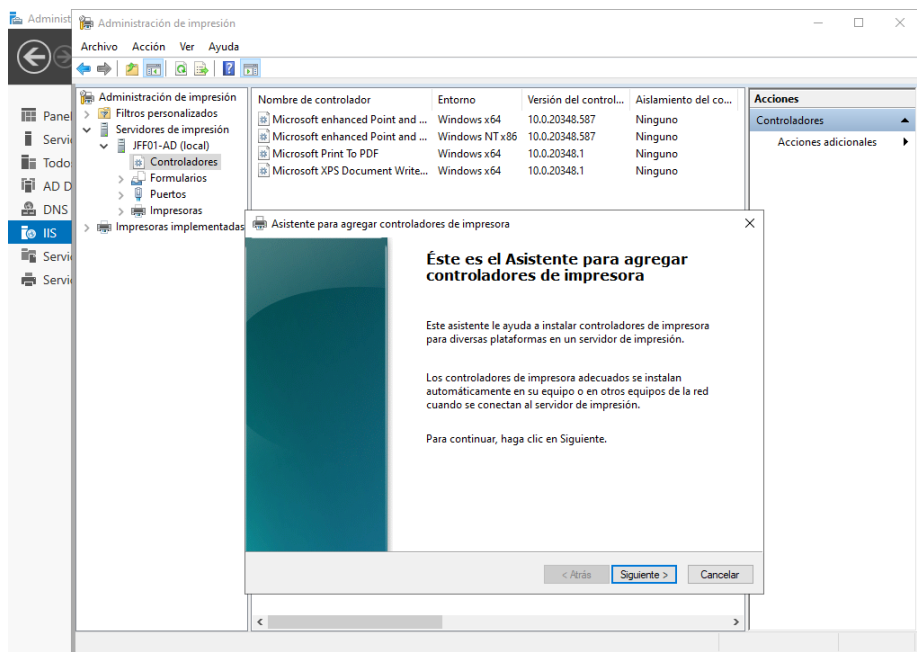 Administ
Administración de impresión
Archivo Acción Ver Ayuda
Panel
Servi
Todo
AD D
DNS
IIS
Servi
Servi
Administración de impresión
Filtros personalizados
Servidores de impresión
JFF01-AD (local)
Controladores
Formularios
Puertos
Impresoras
Impresoras implementadas
Nombre de controlador Entorno Versión del control... Aislamiento del co...
Microsoft enhanced Point and ... Windows x64 10.0.20348.587 Ninguno
Microsoft enhanced Point and ... Windows NT x86 10.0.20348.587 Ninguno
Microsoft Print To PDF Windows x64 10.0.20348.1 Ninguno
Microsoft XPS Document Write... Windows x64 10.0.20348.1 Ninguno
Acciones
Controladores
Acciones adicionales
Asistente para agregar controladores de impresora
Éste es el Asistente para agregar
controladores de impresora
Este asistente le ayuda a instalar controladores de impresora
para diversas plataformas en un servidor de impresión.
Los controladores de impresora adecuados se instalan
automáticamente en su equipo o en otros equipos de la red
cuando se conectan al servidor de impresión.
Para continuar, haga clic en Siguiente.
< Atrás Siguiente > Cancelar